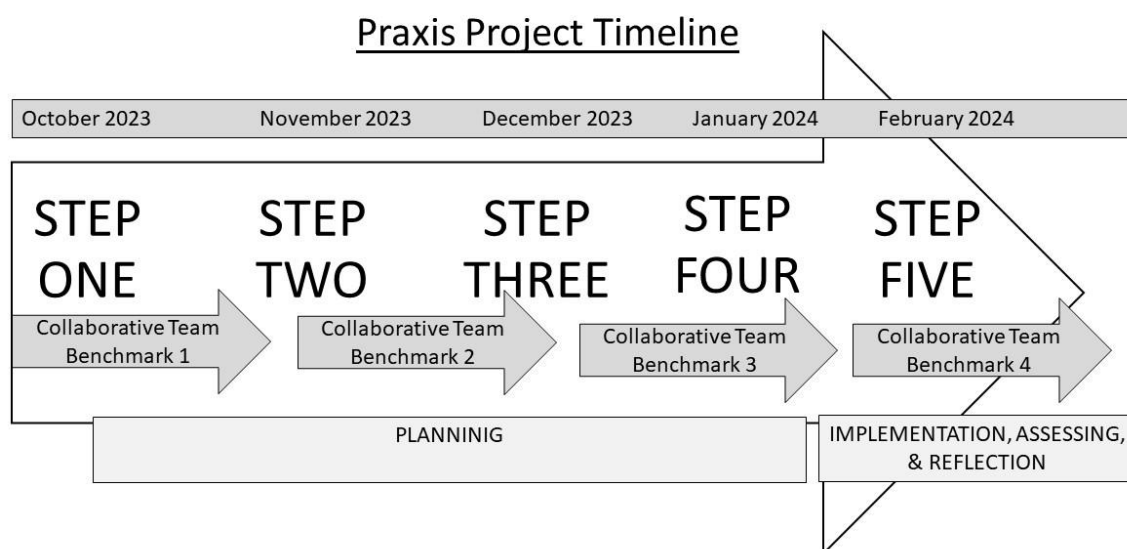 Praxis Project Timeline
October 2023 November 2023 December 2023 January 2024 February 2024
STEP ONE
STEP TWO
STEP THREE
STEP FOUR
STEP FIVE
Collaborative Team
Benchmark 1
Collaborative Team
Benchmark 2
Collaborative Team
Benchmark 3
Collaborative Team
Benchmark 4
PLANNINIG
IMPLEMENTATION, ASSESSING,
& REFLECTION